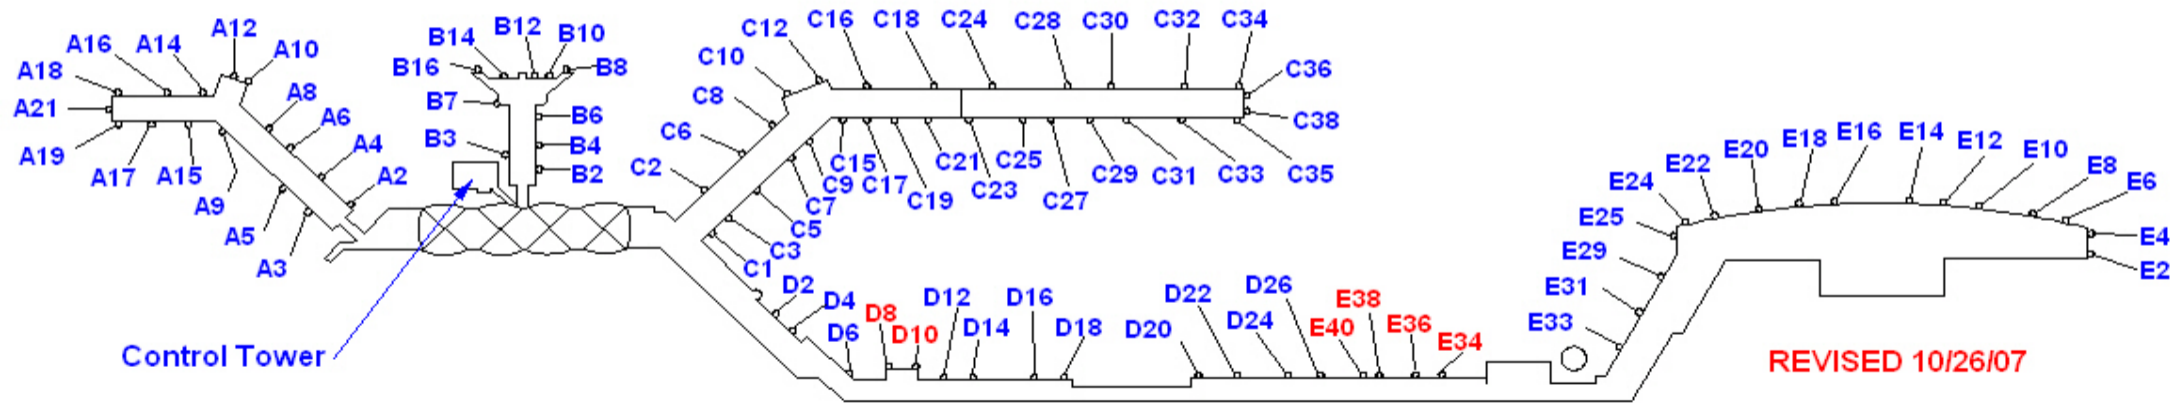 A12
A16
A14
A10
A18
A8
A21
A6
A4
A19
A17
A15
A2
A9
A5
A3
B12
B14
B10
B16
B8
B7
B6
B3
B4
B2
Control Tower
C12
C16
C18
C24
C28
C30
C32
C34
C10
C36
C8
C38
C6
C2
C15
C21
C25
C9
C17
C29
C31
C33
C35
C7
C19
C23
C27
C5
C3
C1
D2
D4
D6
D8
D10
D12
D14
D16
D18
D20
D22
D24
D26
E40
E38
E36
E34
E33
E31
E29
E25
E24
E22
E20
E18
E16
E14
E12
E10
E8
E6
E4
E2
REVISED 10/26/07